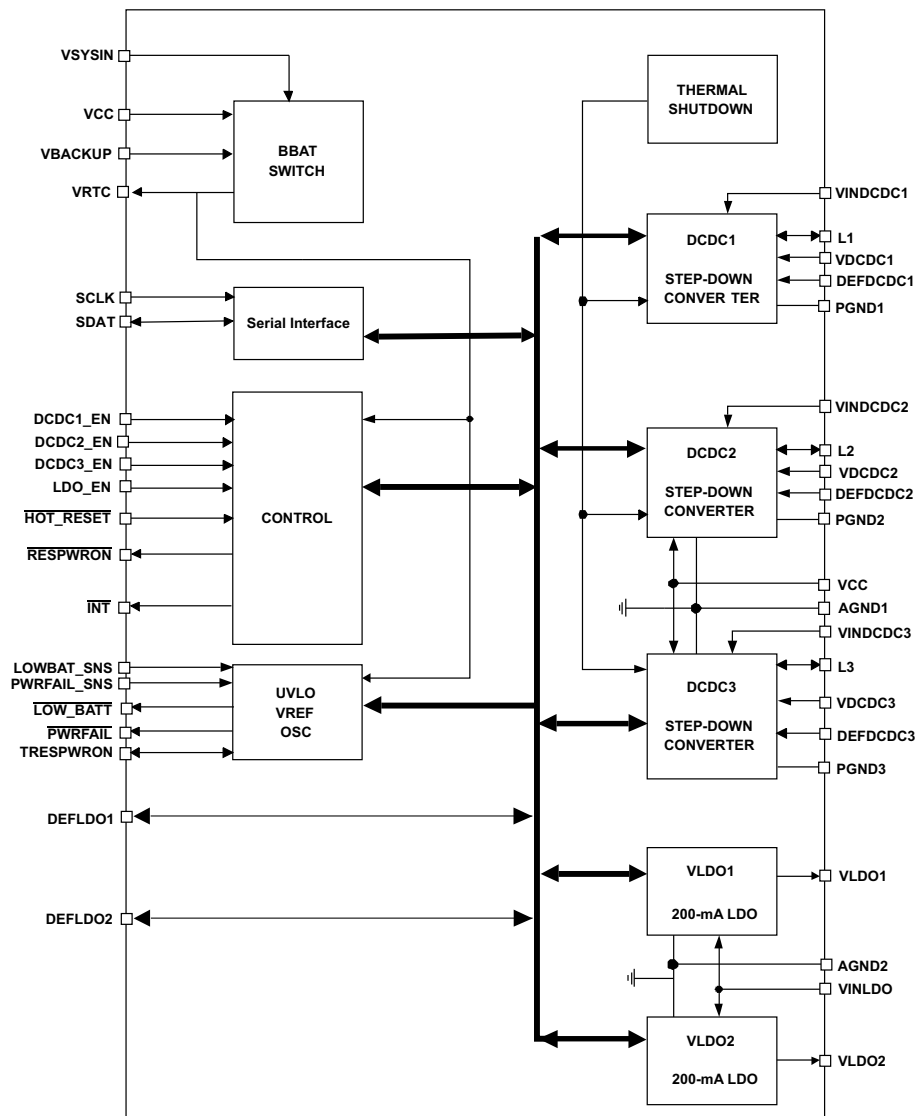 VSYSIN
VCC
VBACKUP
VRTC
BBAT
SWITCH
THERMAL
SHUTDOWN
VINDCDC1
DCDC1
STEP-DOWN
CONVER TER
L1
VDCDC1
DEFDCDC1
PGND1
SCLK
SDAT
Serial Interface
DCDC1_EN
DCDC2_EN
DCDC3_EN
LDO_EN
HOT_RESET
RESPWRON
INT
CONTROL
VINDCDC2
DCDC2
STEP-DOWN
CONVERTER
L2
VDCDC2
DEFDCDC2
PGND2
VCC
AGND1
VINDCDC3
DCDC3
STEP-DOWN
CONVERTER
L3
VDCDC3
DEFDCDC3
PGND3
LOWBAT_SNS
PWRFAIL_SNS
LOW_BATT
PWRFAIL
TRESPWRON
UVLO
VREF
OSC
DEFLDO1
DEFLDO2
VLDO1
200-mA LDO
VLDO1
AGND2
VINLDO
VLDO2
200-mA LDO
VLDO2